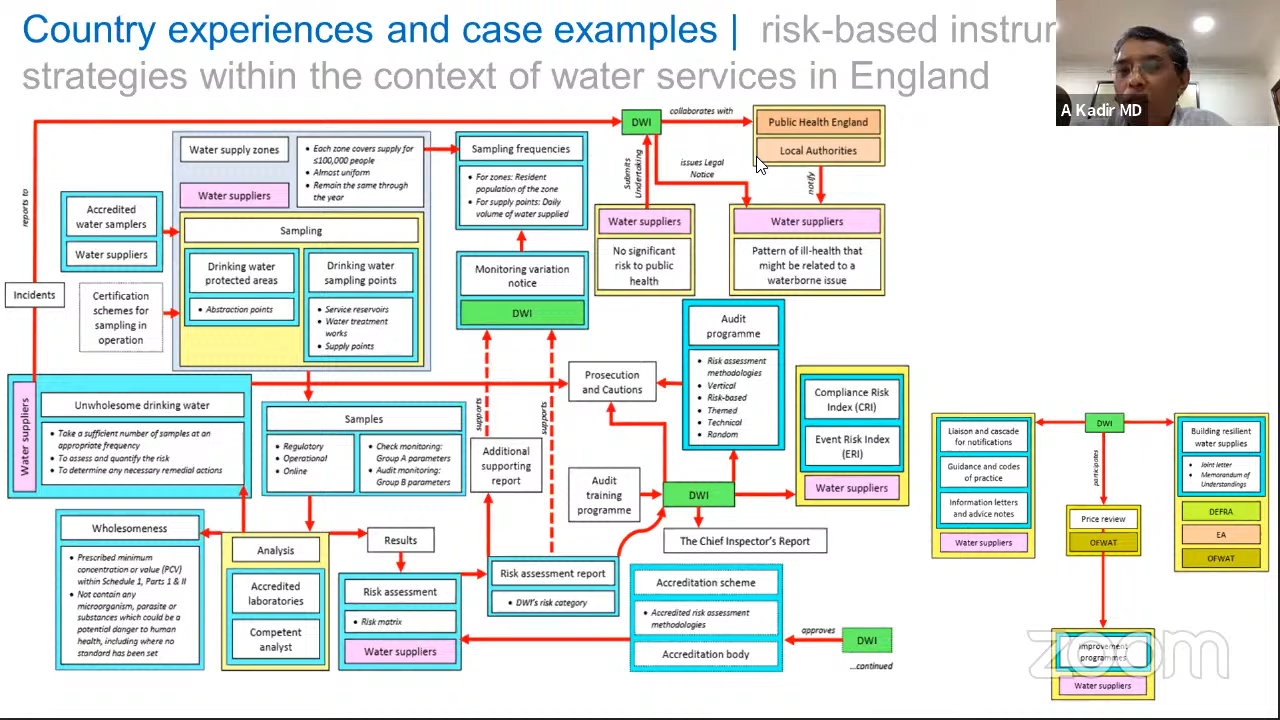 Country experiences and case examples | risk-based instru
strategies within the context of water services in England
A Kadir MD
DWI
collaborates with
Public Health England
Local Authorities
reports to
Water supply zones
• Each zone covers supply for
≤100,000 people
• Almost uniform
• Remain the same through
the year
Water suppliers
Sampling frequencies
• For zones: Resident
population of the zone
• For supply points: Daily
volume of water supplied
Submits
Undertaking
issues Legal
Notice
notify
Accredited
water samplers
Water suppliers
Sampling
Drinking water
protected areas
• Abstraction points
Drinking water
sampling points
• Service reservoirs
• Water treatment
works
• Supply points
Monitoring variation
notice
DWI
Water suppliers
No significant
risk to public
health
Water suppliers
Pattern of ill-health that
might be related to a
waterborne issue
Incidents
Certification
schemes for
sampling in
operation
Audit
programme
• Risk assessment
methodologies
• Vertical
• Risk-based
• Themed
• Technical
• Random
Prosecution
and Cautions
Compliance Risk
Index (CRI)
Event Risk Index
(ERI)
Water suppliers
Water suppliers
Unwholesome drinking water
• Take a sufficient number of samples at an
appropriate frequency
• To assess and quantify the risk
• To determine any necessary remedial actions
Samples
• Regulatory
• Operational
• Online
• Check monitoring:
Group A parameters
• Audit monitoring:
Group B parameters
supports
supports
Additional
supporting
report
Audit
training
programme
DWI
The Chief Inspector's Report
Liaison and cascade
for notifications
Guidance and codes
of practice
Information letters
and advice notes
Water suppliers
DWI
participates
Price review
OFWAT
Building resilient
water supplies
• Joint letter
• Memorandum of
Understandings
DEFRA
EA
OFWAT
Wholesomeness
• Prescribed minimum
concentration or value (PCV)
within Schedule 1, Parts 1 & II
• Not contain any
microorganism, parasite or
substances which could be a
potential danger to human
health, including where no
standard has been set
Analysis
Accredited
laboratories
Competent
analyst
Results
Risk assessment
• Risk matrix
Water suppliers
Risk assessment report
• DWI's risk category
Accreditation scheme
• Accredited risk assessment
methodologies
Accreditation body
approves
DWI
...continued
Improvement
programmes
Water suppliers
zoom